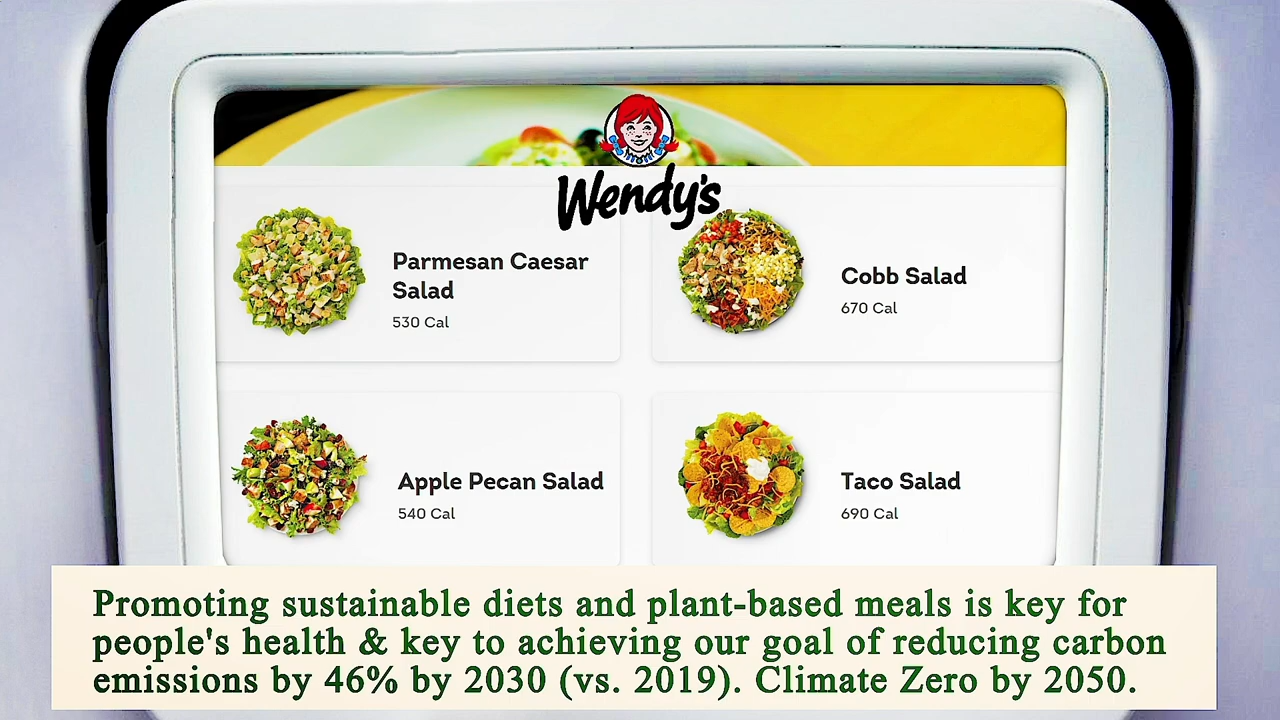 Wendy's
Parmesan Caesar
Salad
530 Cal
Cobb Salad
670 Cal
Apple Pecan Salad
540 Cal
Taco Salad
690 Cal
Promoting sustainable diets and plant-based meals is key for
people's health & key to achieving our goal of reducing carbon
emissions by 46% by 2030 (vs. 2019). Climate Zero by 2050.